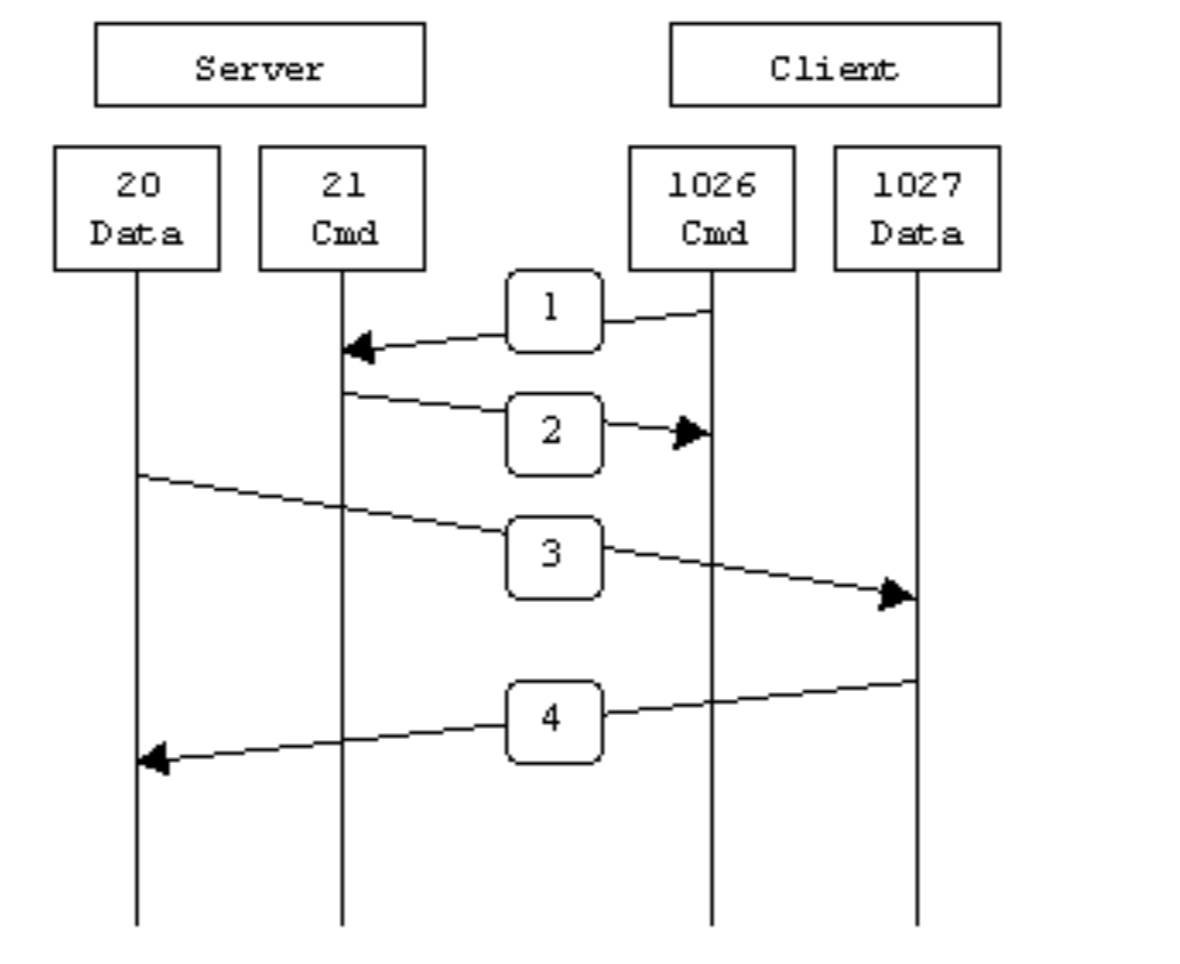 Server
Client
20
Data
21
Cmd
1026
Cmd
1027
Data
1
2
3
4